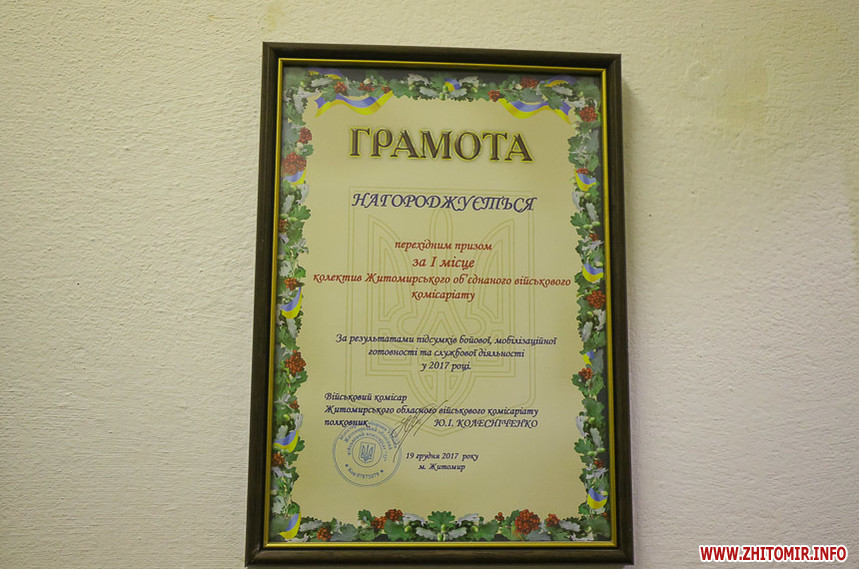 ГРАМОТА
НАГОРОДЖУЄТЬСЯ
перехідним призом
за І місце
колектив Житомирського об'єднаного військового
комісаріату
За результатами підсумків бойової, мобілізаційної
готовності та службової діяльності
у 2017 році.
Військовий комісар
Житомирського обласного військового комісаріату
полковник Ю.І. КОЛЕСНІЧЕНКО
19 грудня 2017 року
м. Житомир
WWW.ZHITOMIR.INFO